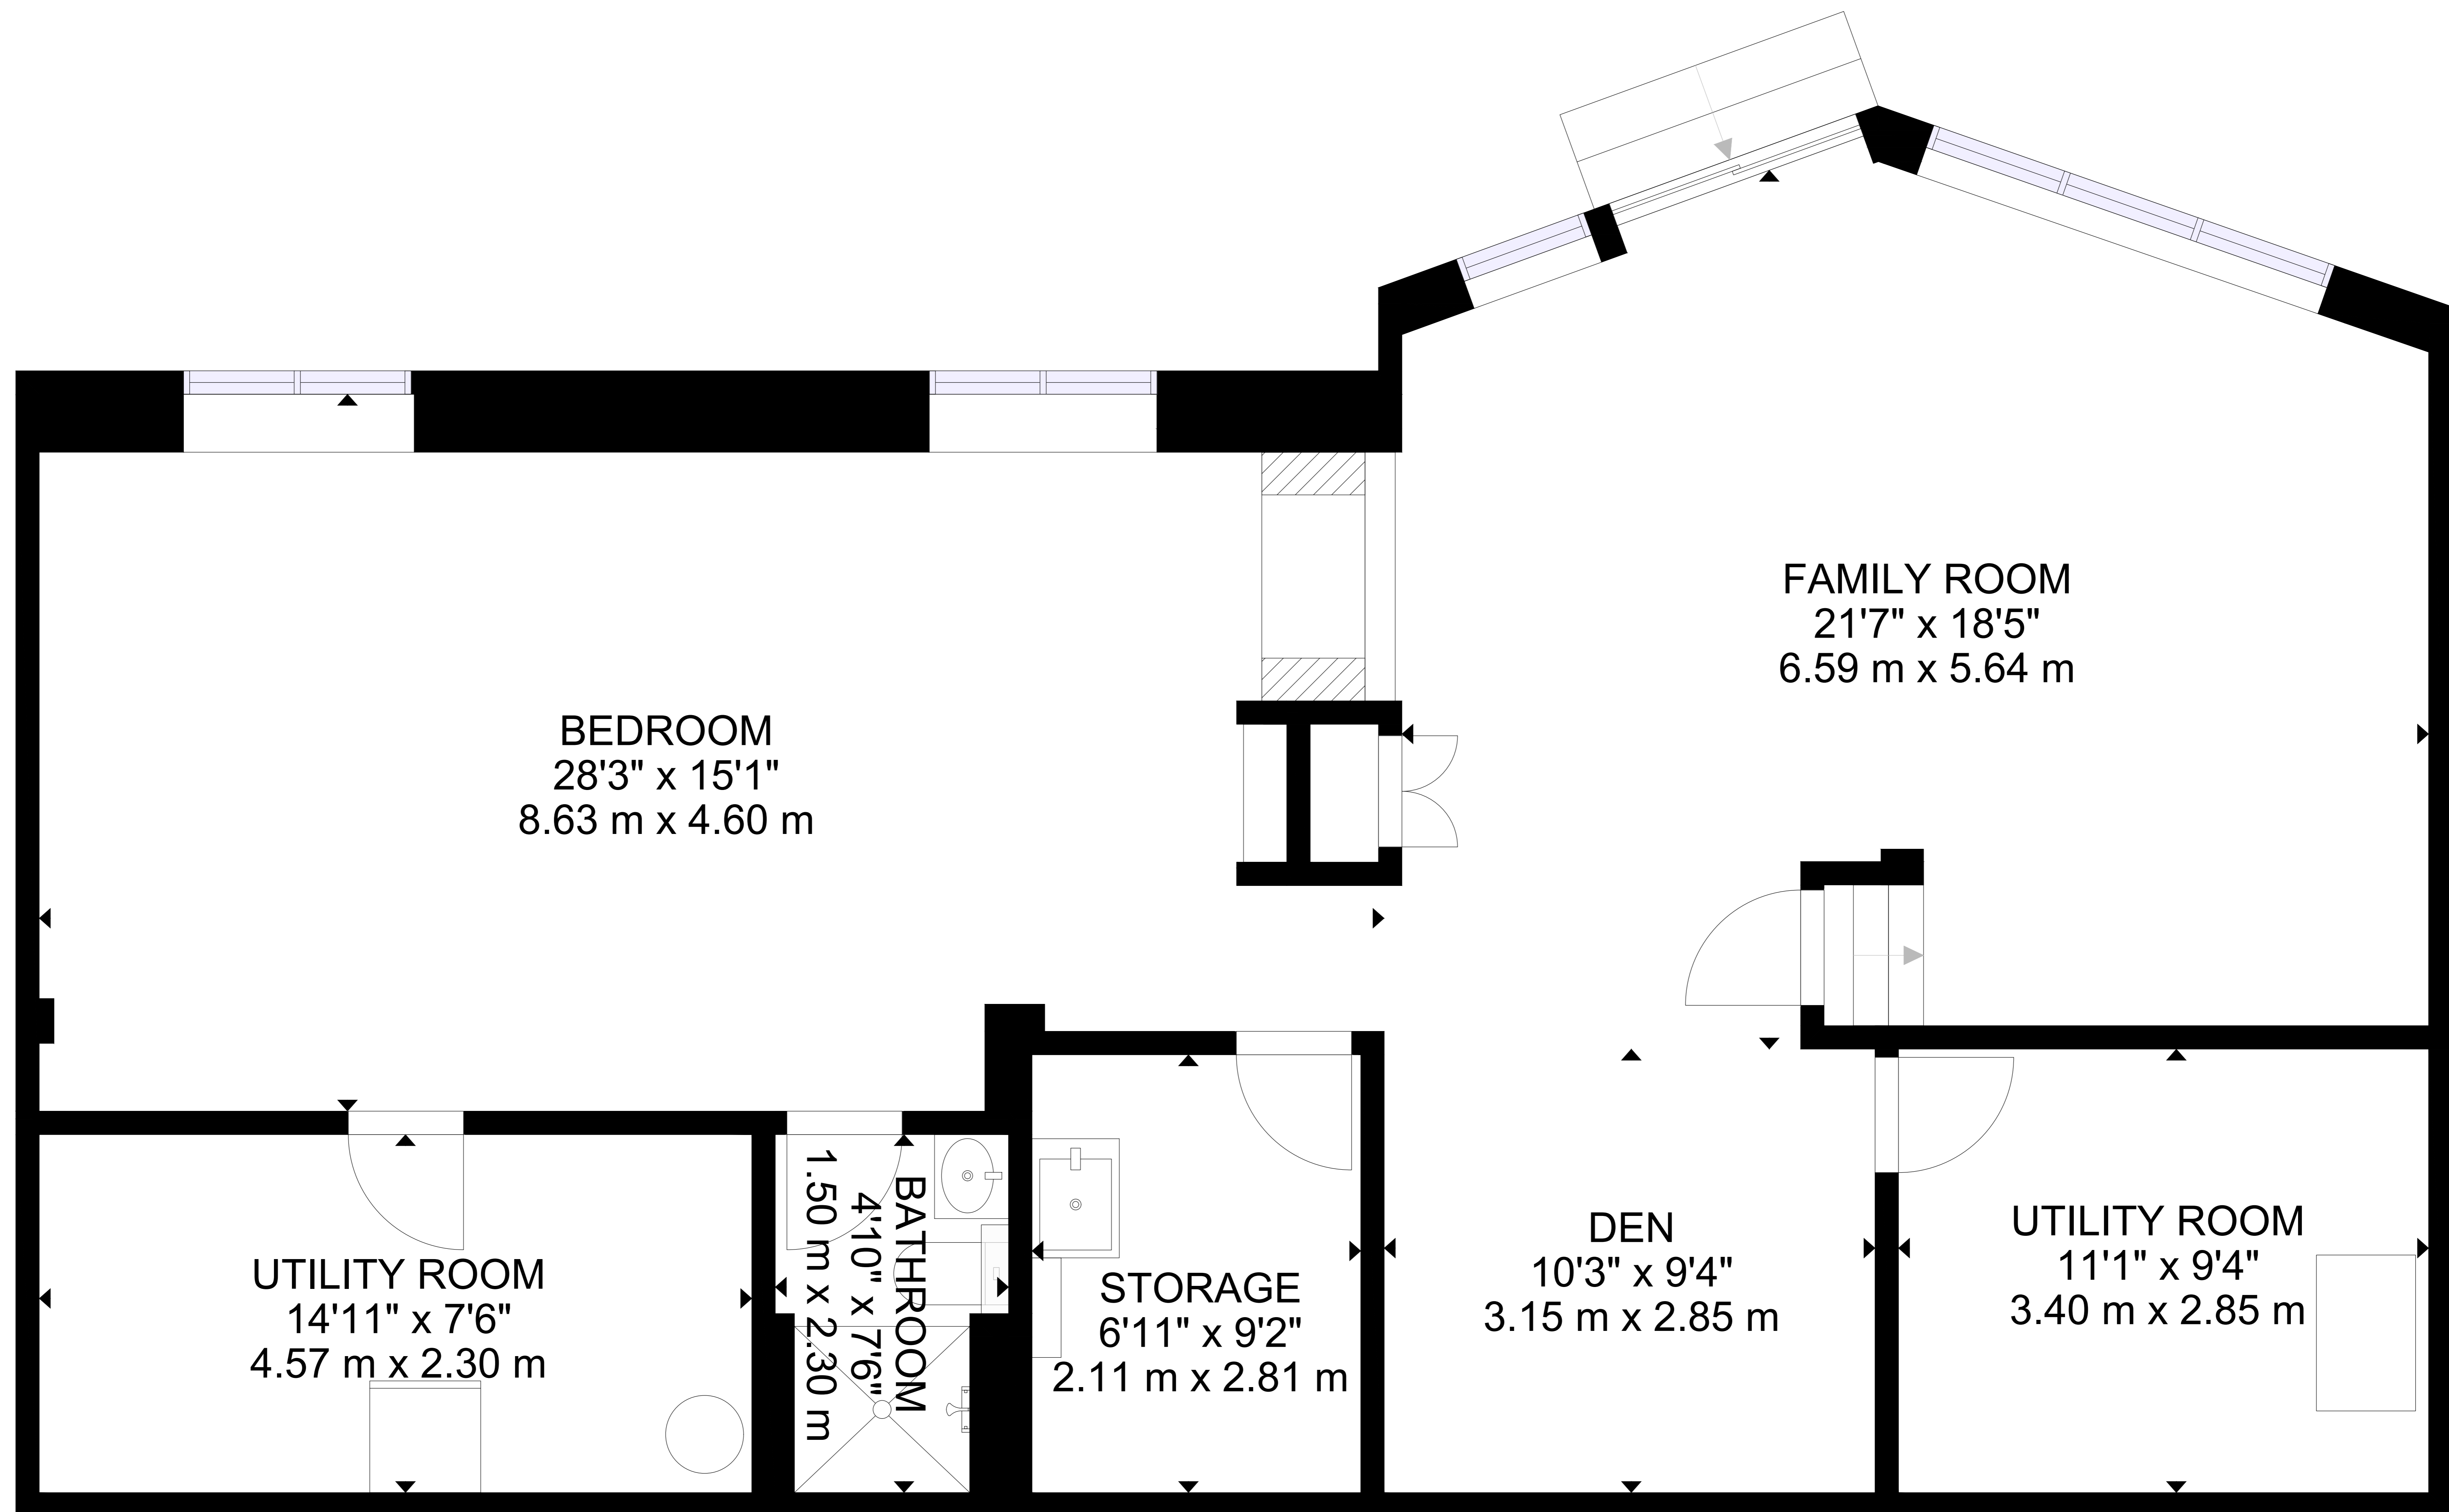 FAMILY ROOM
21'7" x 18'5"
6.59 m x 5.64 m
BEDROOM
28'3" x 15'1"
8.63 m x 4.60 m
UTILITY ROOM
14'11" x 7'6"
4.57 m x 2.30 m
BATHROOM
4'10" x 7'6"
1.50 m x 2.30 m
STORAGE
6'11" x 9'2"
2.11 m x 2.81 m
DEN
10'3" x 9'4"
3.15 m x 2.85 m
UTILITY ROOM
11'1" x 9'4"
3.40 m x 2.85 m